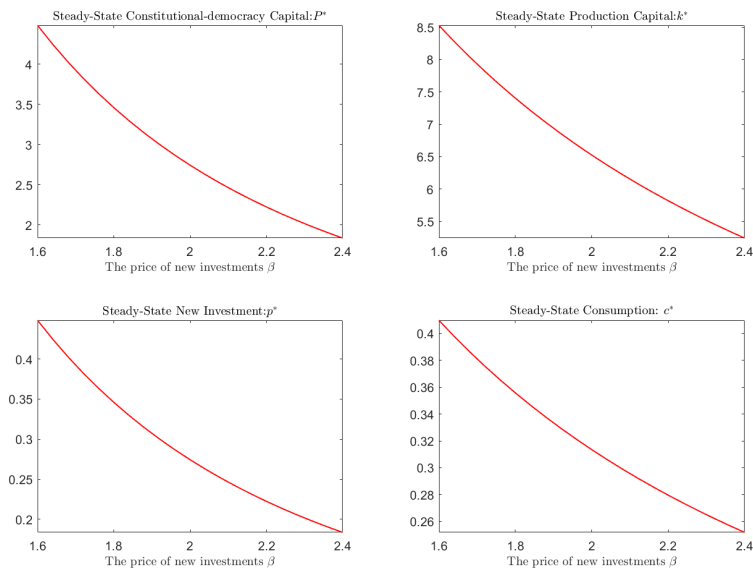 Steady-State Constitutional-democracy Capital:P*
4
3.5
3
2.5
2
1.6 1.8 2 2.2 2.4
The price of new investments β
Steady-State Production Capital:k*
8.5
8
7.5
7
6.5
6
5.5
1.6 1.8 2 2.2 2.4
The price of new investments β
Steady-State New Investment:p*
0.4
0.35
0.3
0.25
0.2
1.6 1.8 2 2.2 2.4
The price of new investments β
Steady-State Consumption: c*
0.4
0.38
0.36
0.34
0.32
0.3
0.28
0.26
1.6 1.8 2 2.2 2.4
The price of new investments β